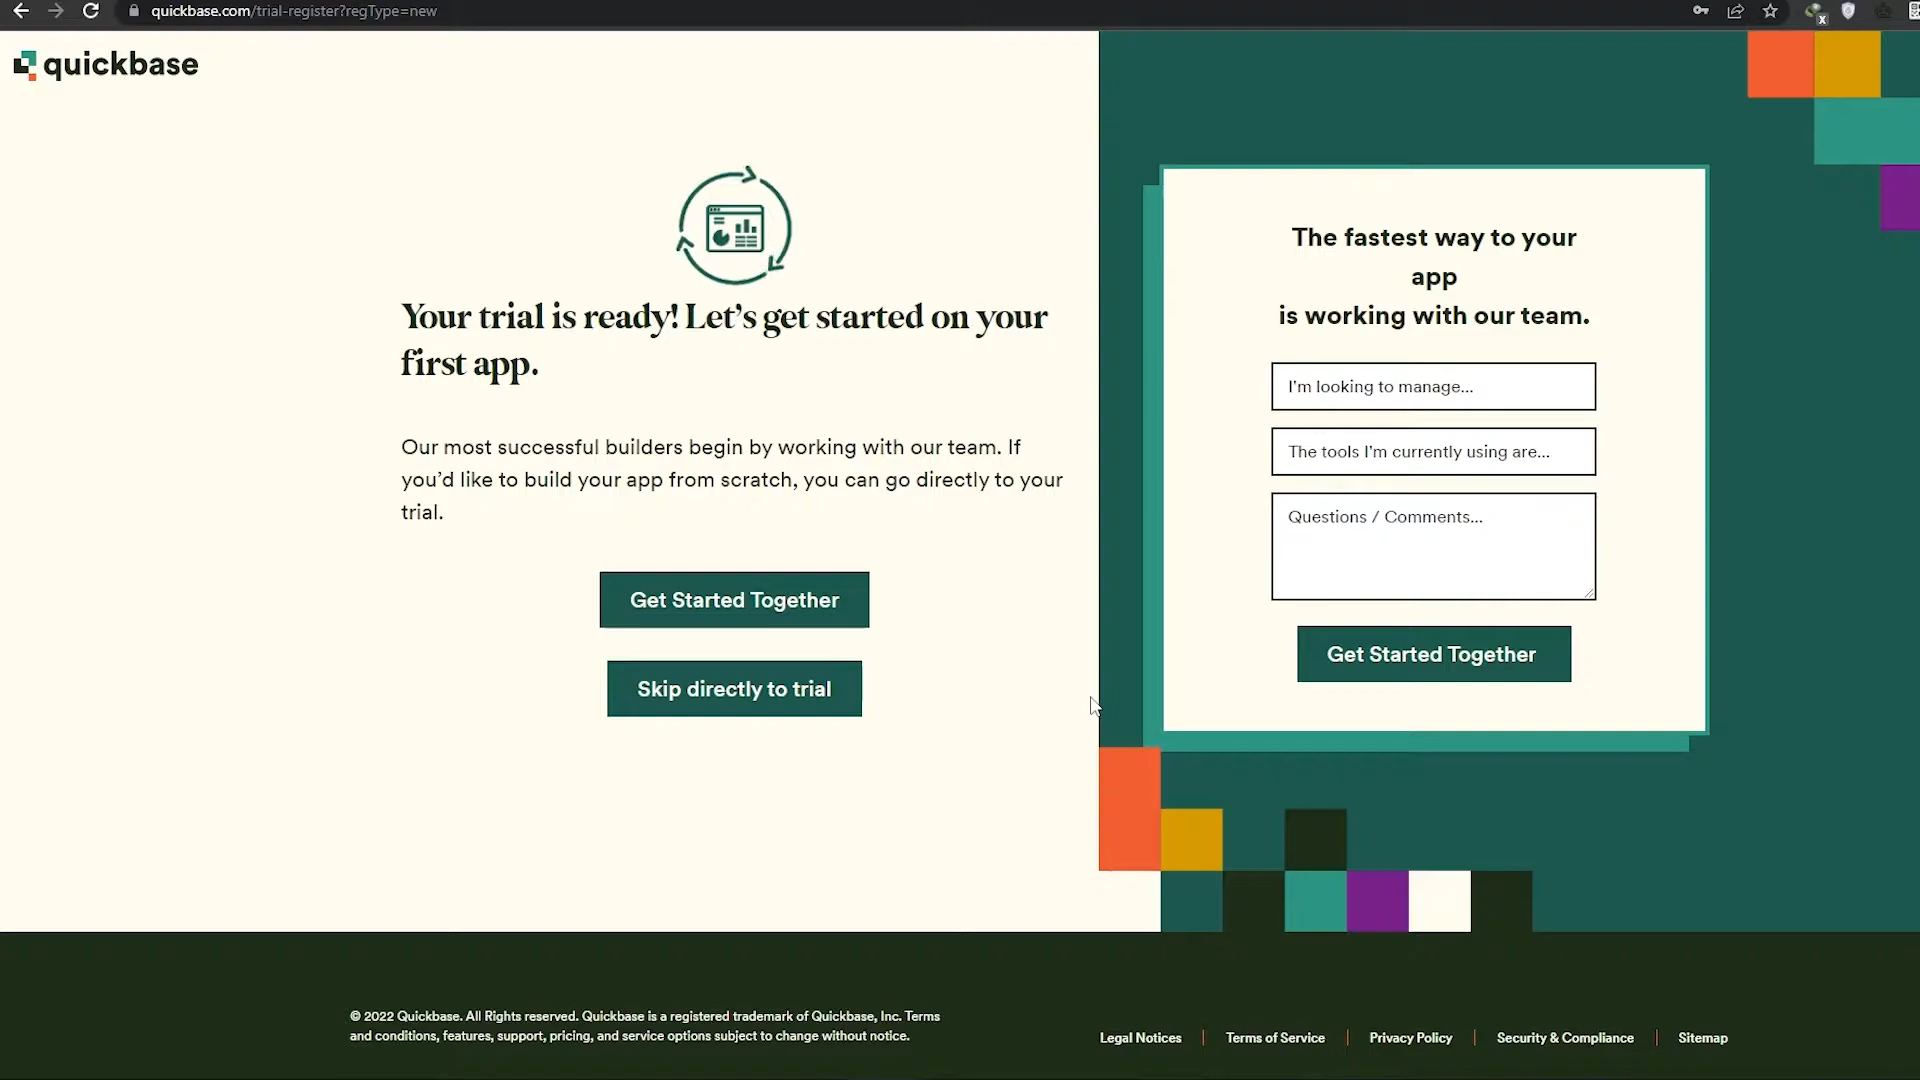 quickbase.com/trial-register?regType=new
quickbase
Your trial is ready! Let's get started on your
first app.
Our most successful builders begin by working with our team. If
you'd like to build your app from scratch, you can go directly to your
trial.
Get Started Together
Skip directly to trial
The fastest way to your
app
is working with our team.
I'm looking to manage...
The tools I'm currently using are...
Questions / Comments...
Get Started Together
© 2022 Quickbase. All Rights reserved. Quickbase is a registered trademark of Quickbase, Inc. Terms
and conditions, features, support, pricing, and service options subject to change without notice.
Legal Notices | Terms of Service | Privacy Policy | Security & Compliance | Sitemap